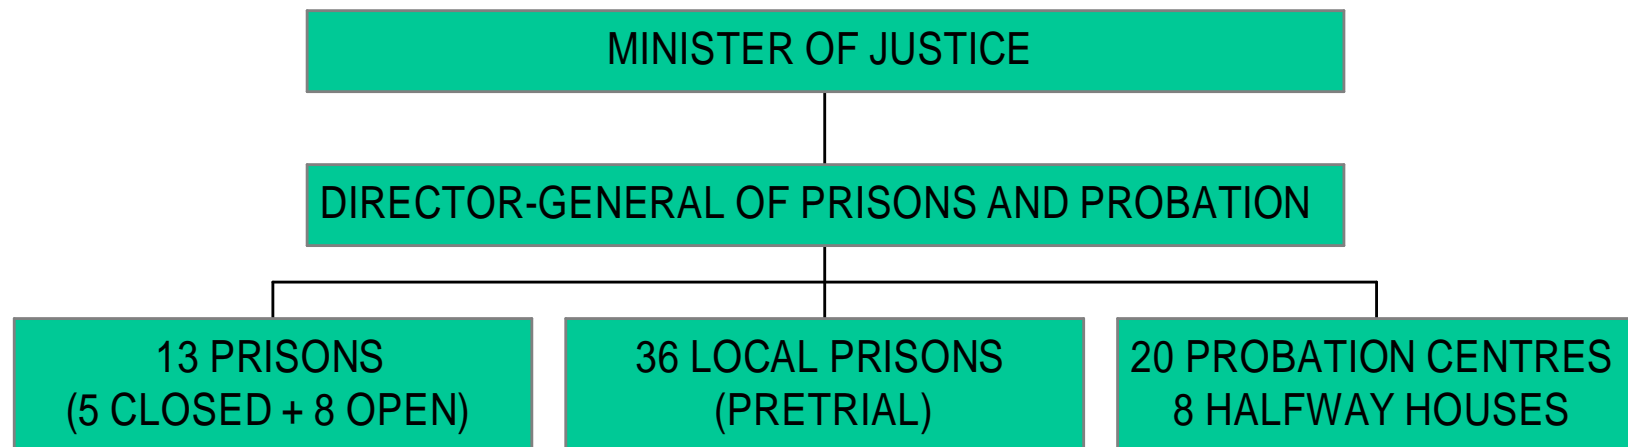 MINISTER OF JUSTICE
DIRECTOR-GENERAL OF PRISONS AND PROBATION
13 PRISONS
(5 CLOSED + 8 OPEN)
36 LOCAL PRISONS
(PRETRIAL)
20 PROBATION CENTRES
8 HALFWAY HOUSES